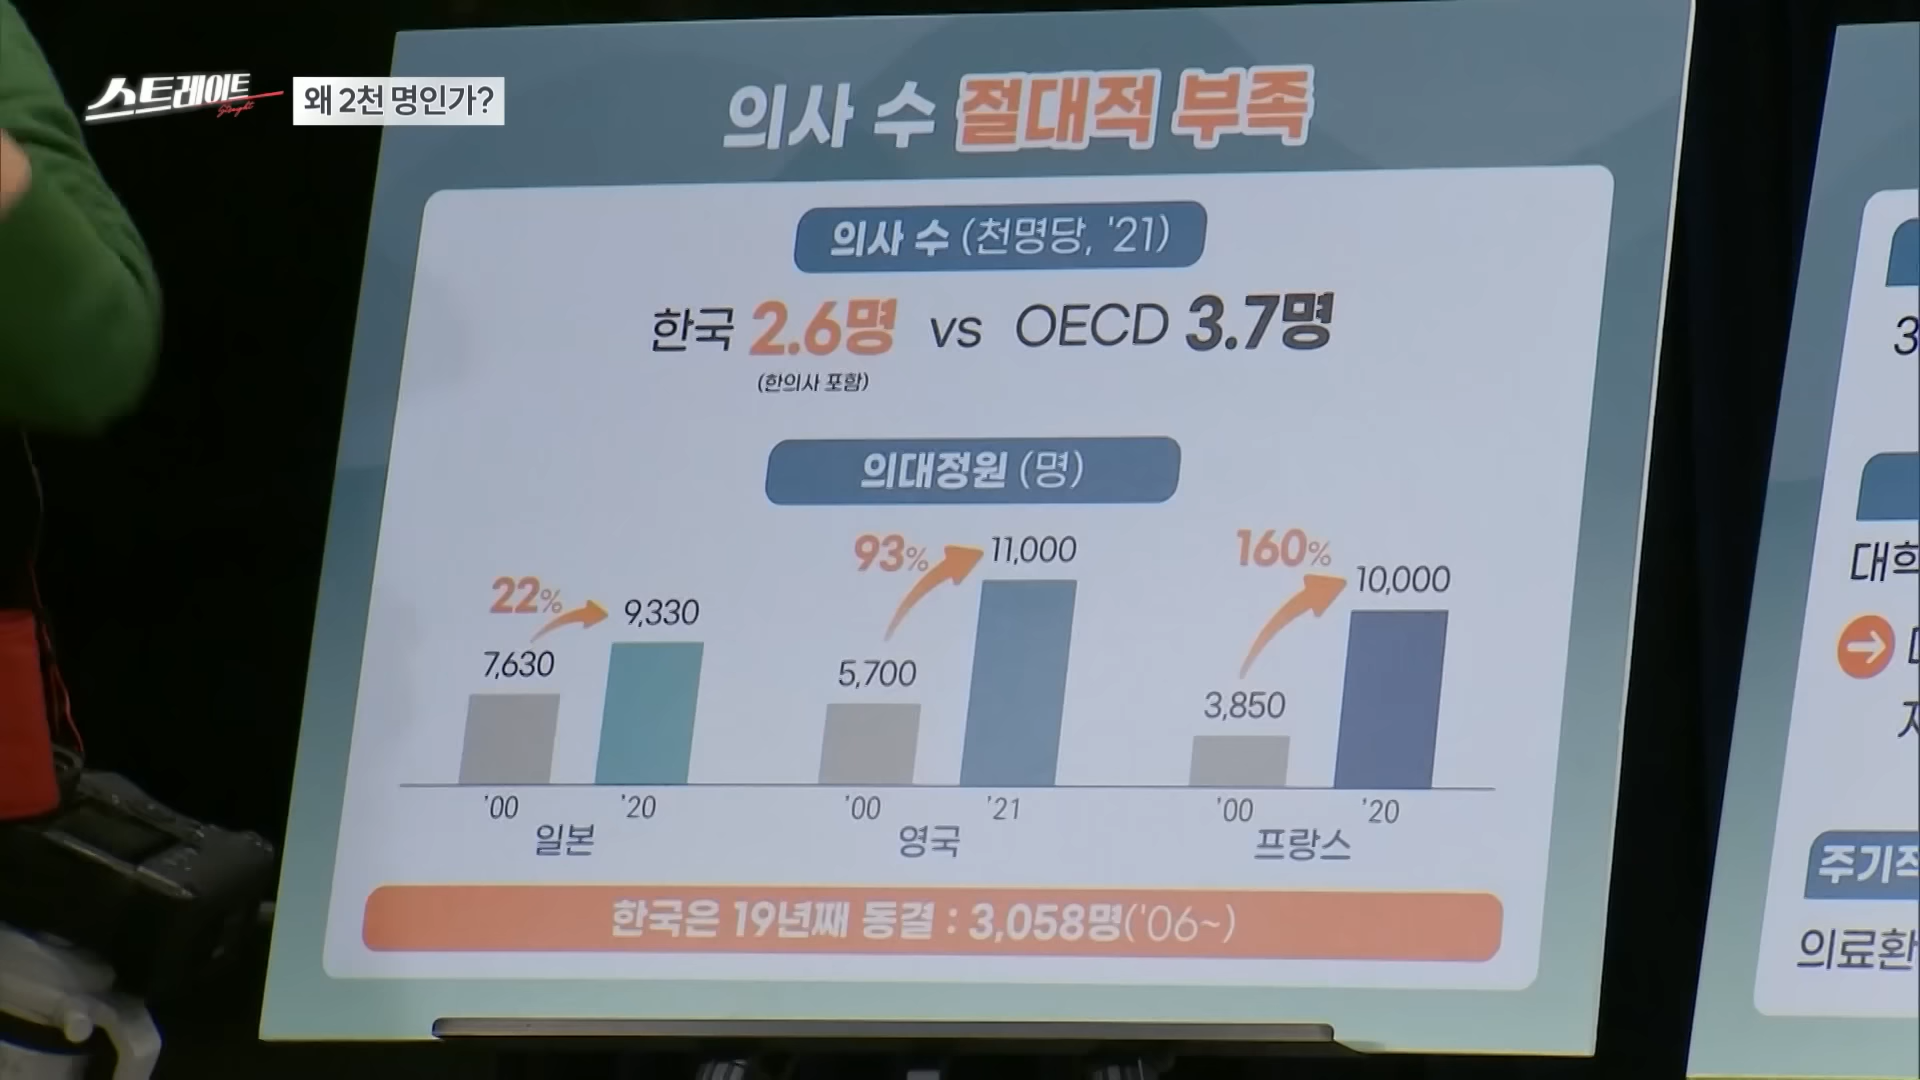 스트레이트
Straight
왜 2천 명인가?
의사 수 절대적 부족
의사 수 (천명당, '21)
한국 2.6명 vs OECD 3.7명
(한의사 포함)
의대정원 (명)
22% 9,330
7,630
93% 11,000
5,700
160% 10,000
3,850
'00 '20
일본
'00 '21
영국
'00 '20
프랑스
한국은 19년째 동결 : 3,058명('06~)
3
대학
주기적
의료환